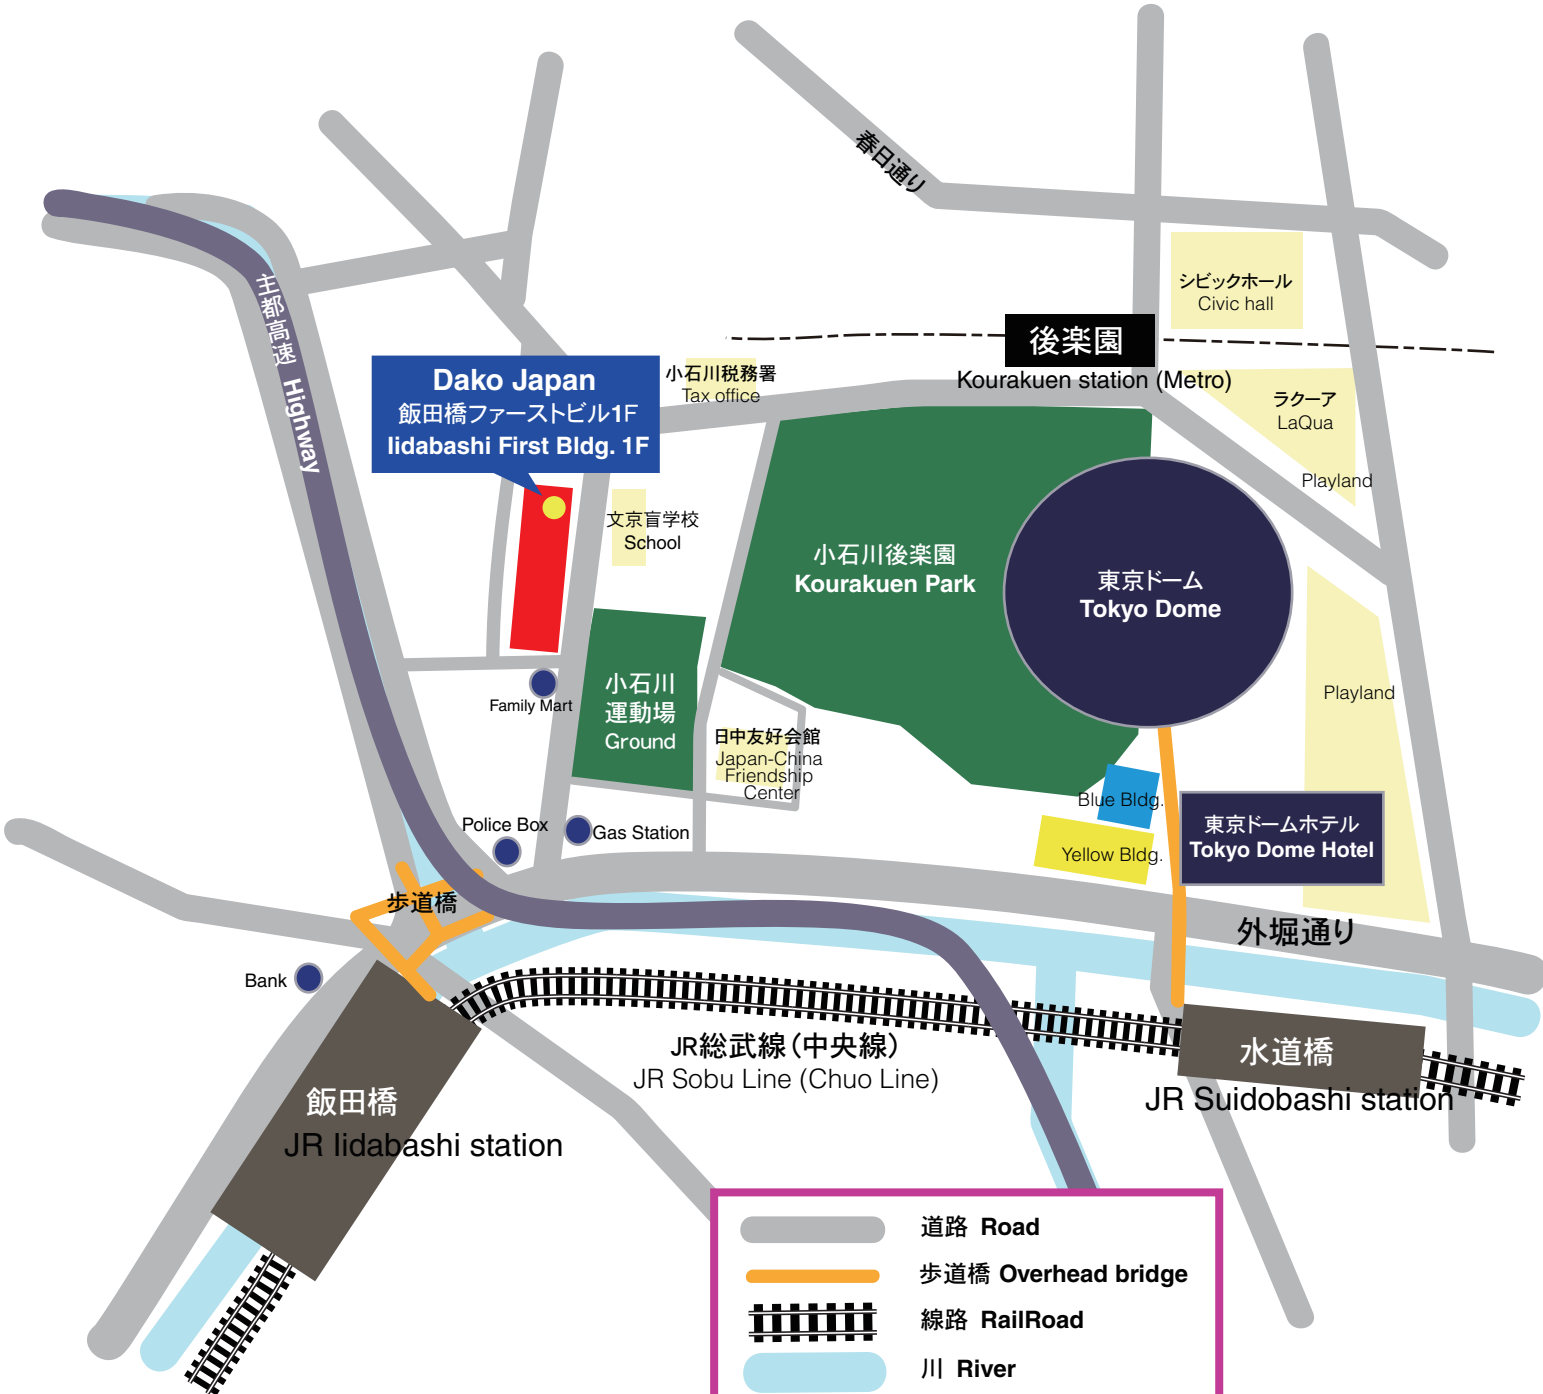 春日通り
シビックホール
Civic hall
主都高速 Highway
後楽園
Kourakuen station (Metro)
Dako Japan
飯田橋ファーストビル1F
Iidabashi First Bldg. 1F
小石川税務署
Tax office
ラクーア
LaQua
Playland
文京盲学校
School
小石川後楽園
Kourakuen Park
東京ドーム
Tokyo Dome
小石川
運動場
Ground
Family Mart
Playland
日中友好会館
Japan-China
Friendship
Center
Blue Bldg.
Police Box
Gas Station
東京ドームホテル
Tokyo Dome Hotel
Yellow Bldg.
歩道橋
外堀通り
Bank
JR総武線（中央線）
JR Sobu Line (Chuo Line)
水道橋
JR Suidobashi station
飯田橋
JR Iidabashi station
道路 Road
歩道橋 Overhead bridge
線路 RailRoad
川 River